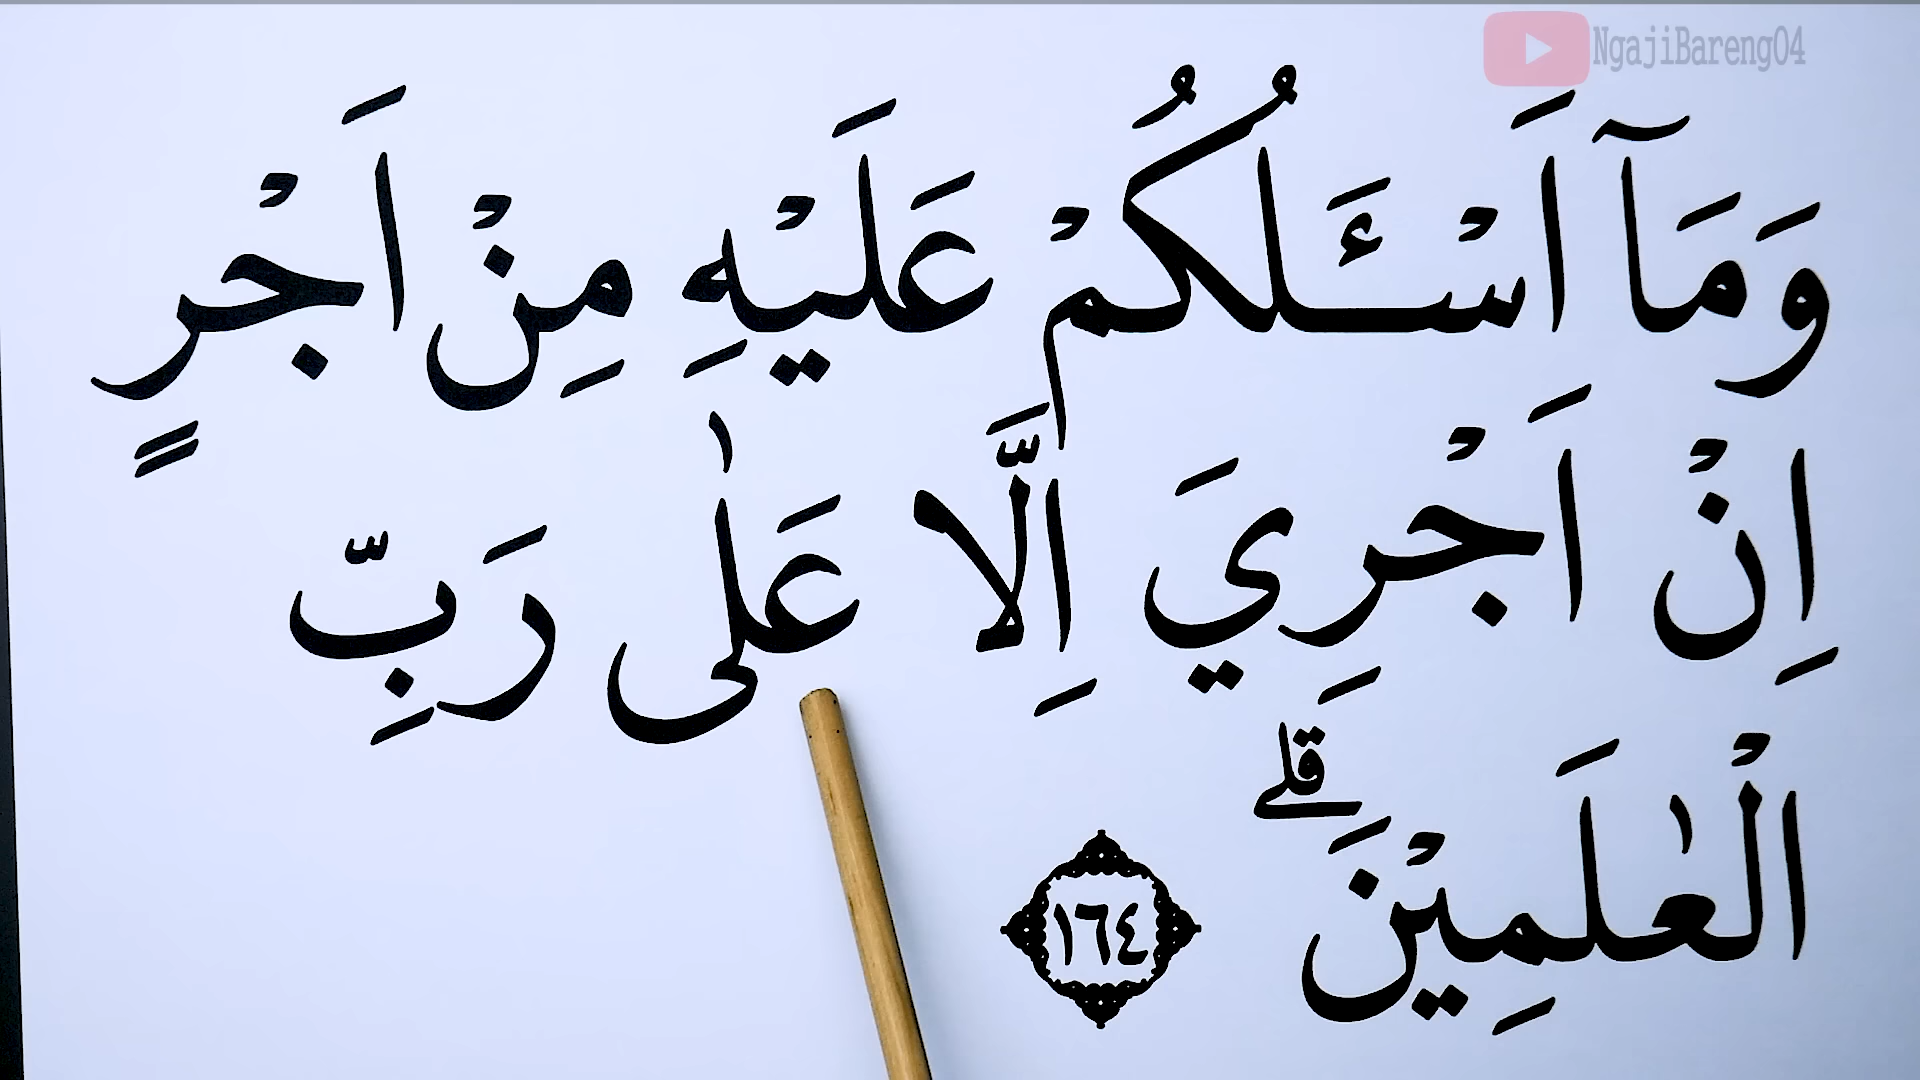 NgajiBareng04
وَمَآ اَسْـَٔلُكُمْ عَلَيْهِ مِنْ اَجْرٍ
اِنْ اَجْرِيَ اِلَّا عَلٰى رَبِّ
الْعٰلَمِيْنَ ۗ ١٦٤